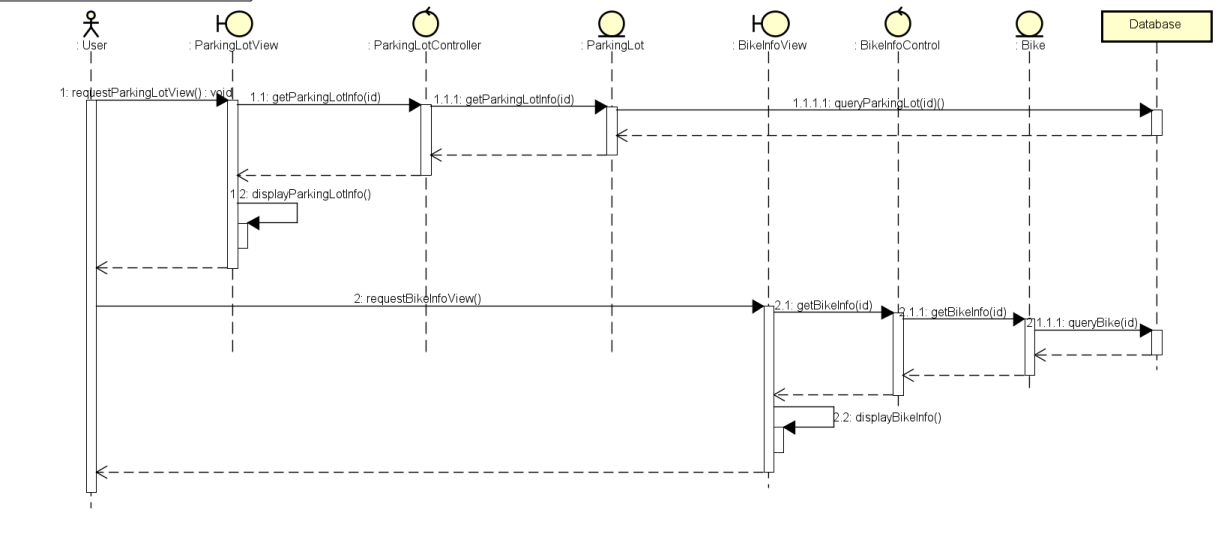 : User
: ParkingLotView
: ParkingLotController
: ParkingLot
: BikeInfoView
: BikeInfoControl
: Bike
Database
1: requestParkingLotView() : void
1.1: getParkingLotInfo(id)
1.1.1: getParkingLotInfo(id)
1.1.1.1: queryParkingLot(id)()
1.2: displayParkingLotInfo()
2: requestBikeInfoView()
2.1: getBikeInfo(id)
2.1.1: getBikeInfo(id)
2.1.1.1: queryBike(id)
2.2: displayBikeInfo()